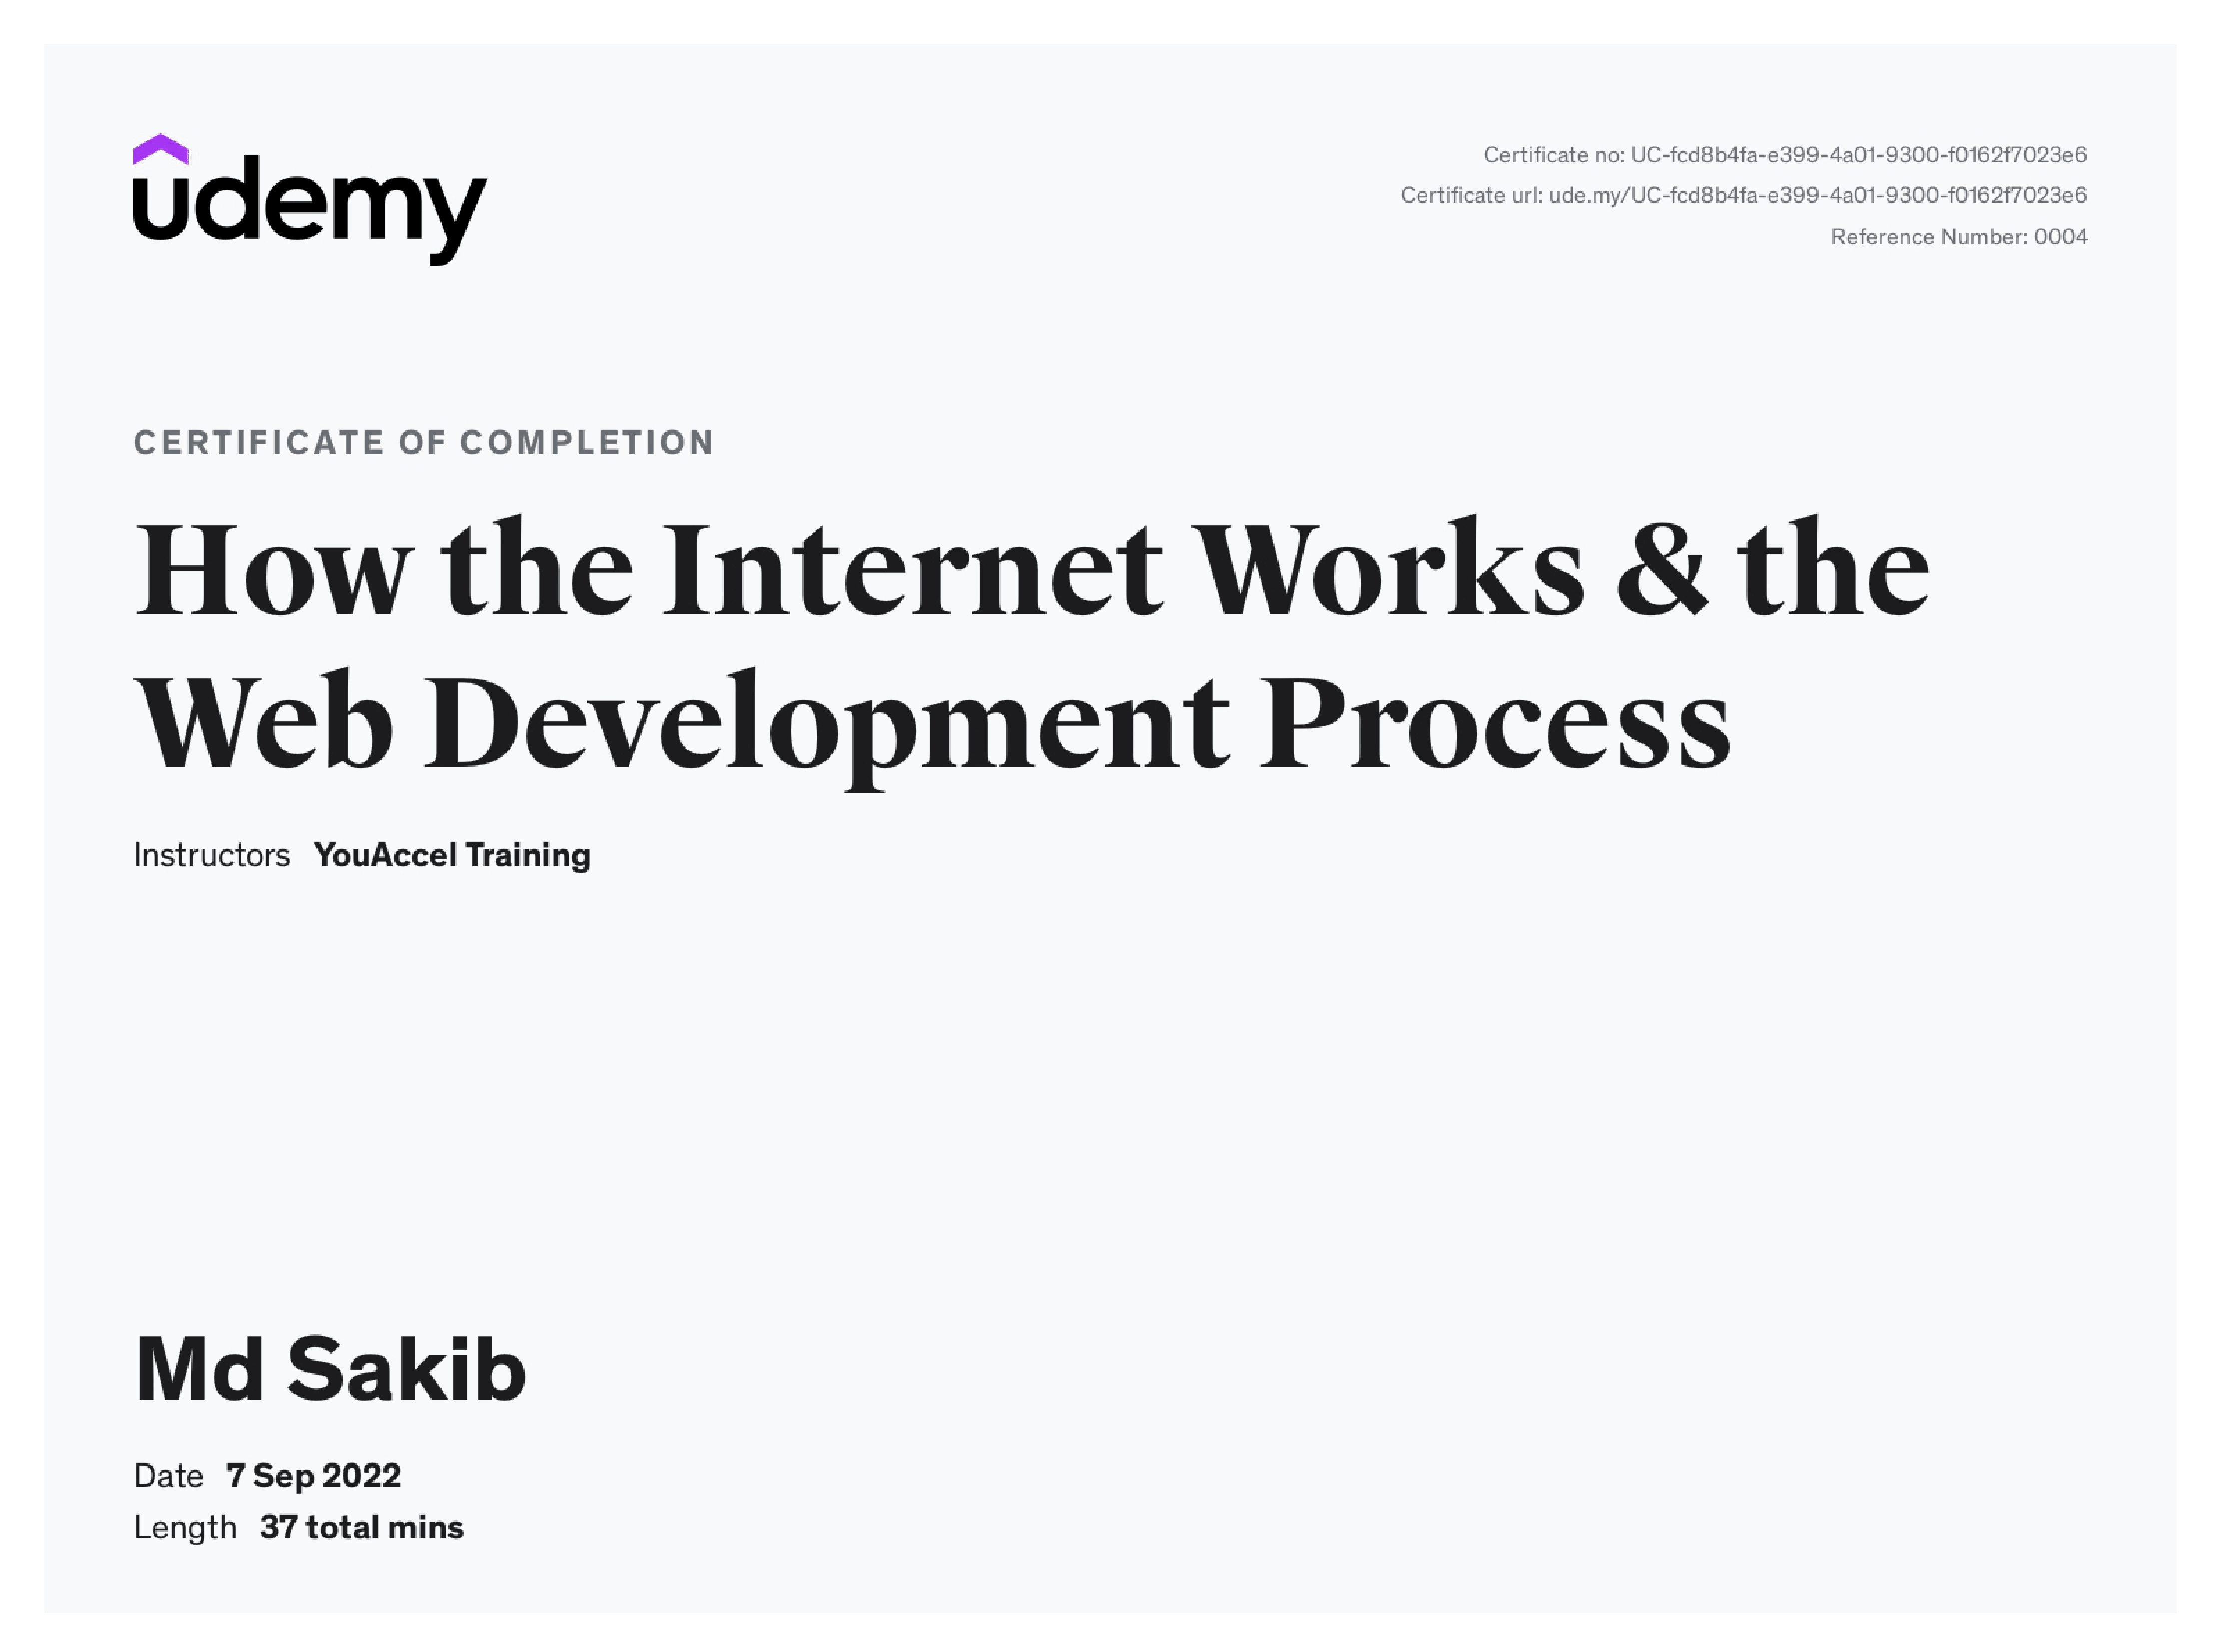 udemy
Certificate no: UC-fcd8b4fa-e399-4a01-9300-f0162f7023e6
Certificate url: ude.my/UC-fcd8b4fa-e399-4a01-9300-f0162f7023e6
Reference Number: 0004
CERTIFICATE OF COMPLETION
How the Internet Works & the
Web Development Process
Instructors YouAccel Training
Md Sakib
Date 7 Sep 2022
Length 37 total mins